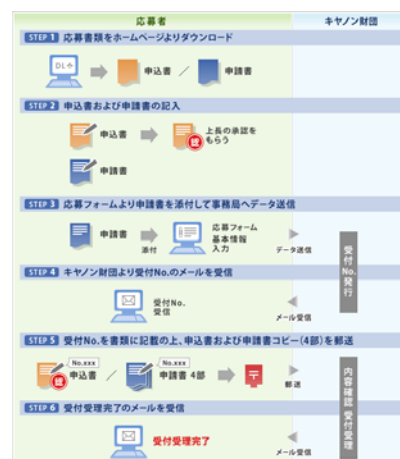 応募者
キヤノン財団
STEP 1 応募書類をホームページよりダウンロード
DL
申込書 ／ 申請書
STEP 2 申込書および申請書の記入
申込書
認
上長の承認を
もらう
申請書
STEP 3 応募フォームより申請書を添付して事務局へデータ送信
申請書
添付
応募フォーム
基本情報
入力
データ送信
受付No.発行
STEP 4 キヤノン財団より受付No.のメールを受信
受付No.
受信
メール受信
STEP 5 受付No.を書類に記載の上、申込書および申請書コピー(4部)を郵送
No.xxx
認
申込書 ／
No.xxx
申請書 4部
〒
郵送
内容確認 受付受理
STEP 6 受付受理完了のメールを受信
受付受理完了
メール受信